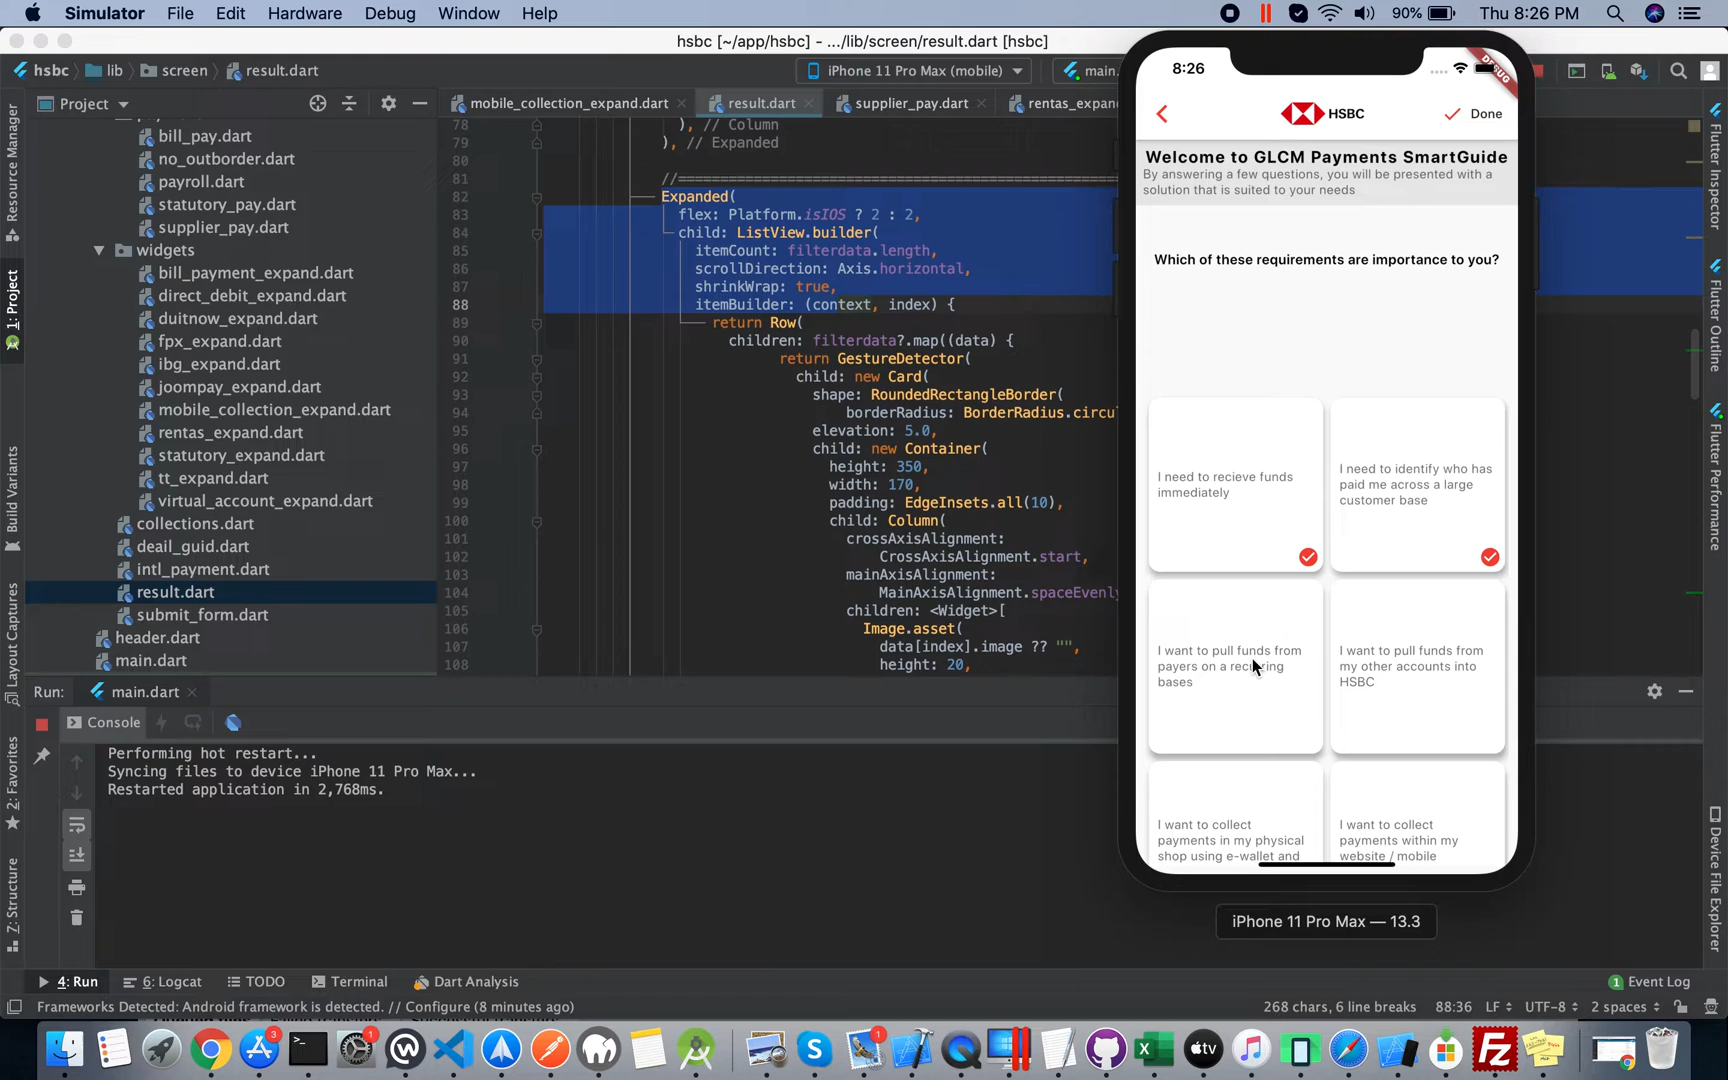 Simulator File Edit Hardware Debug Window Help
90% Thu 8:26 PM
hsbc [~/app/hsbc] - .../lib/screen/result.dart [hsbc]
hsbc lib screen result.dart
iPhone 11 Pro Max (mobile) main.
Project
mobile_collection_expand.dart result.dart supplier_pay.dart rentas_expan
bill_pay.dart
no_outborder.dart
payroll.dart
statutory_pay.dart
supplier_pay.dart
widgets
bill_payment_expand.dart
direct_debit_expand.dart
duitnow_expand.dart
fpx_expand.dart
ibg_expand.dart
joompay_expand.dart
mobile_collection_expand.dart
rentas_expand.dart
statutory_expand.dart
tt_expand.dart
virtual_account_expand.dart
collections.dart
deail_guid.dart
intl_payment.dart
result.dart
submit_form.dart
header.dart
main.dart
78 ), // Column
79 ), // Expanded
80
81 //====================================================
82 Expanded(
83 flex: Platform.isIOS ? 2 : 2,
84 child: ListView.builder(
85 itemCount: filterdata.length,
86 scrollDirection: Axis.horizontal,
87 shrinkWrap: true,
88 itemBuilder: (context, index) {
89 return Row(
90 children: filterdata?.map((data) {
91 return GestureDetector(
92 child: new Card(
93 shape: RoundedRectangleBorder(
94 borderRadius: BorderRadius.circu
95 elevation: 5.0,
96 child: new Container(
97 height: 350,
98 width: 170,
99 padding: EdgeInsets.all(10),
100 child: Column(
101 crossAxisAlignment:
102 CrossAxisAlignment.start,
103 mainAxisAlignment:
104 MainAxisAlignment.spaceEvenly
105 children: <Widget>[
106 Image.asset(
107 data[index].image ?? "",
108 height: 20,
8:26
DEBUG
HSBC Done
Welcome to GLCM Payments SmartGuide
By answering a few questions, you will be presented with a
solution that is suited to your needs
Which of these requirements are importance to you?
I need to recieve funds
immediately
I need to identify who has
paid me across a large
customer base
I want to pull funds from
payers on a recurring
bases
I want to pull funds from
my other accounts into
HSBC
I want to collect
payments in my physical
shop using e-wallet and
I want to collect
payments within my
website / mobile
iPhone 11 Pro Max — 13.3
Resource Manager
1: Project
Build Variants
Layout Captures
2: Favorites
7: Structure
Flutter Inspector
Flutter Outline
Flutter Performance
Device File Explorer
Run: main.dart
Console
Performing hot restart...
Syncing files to device iPhone 11 Pro Max...
Restarted application in 2,768ms.
4: Run 6: Logcat TODO Terminal Dart Analysis 1 Event Log
Frameworks Detected: Android framework is detected. // Configure (8 minutes ago) 268 chars, 6 line breaks 88:36 LF UTF-8 2 spaces
3 1 1